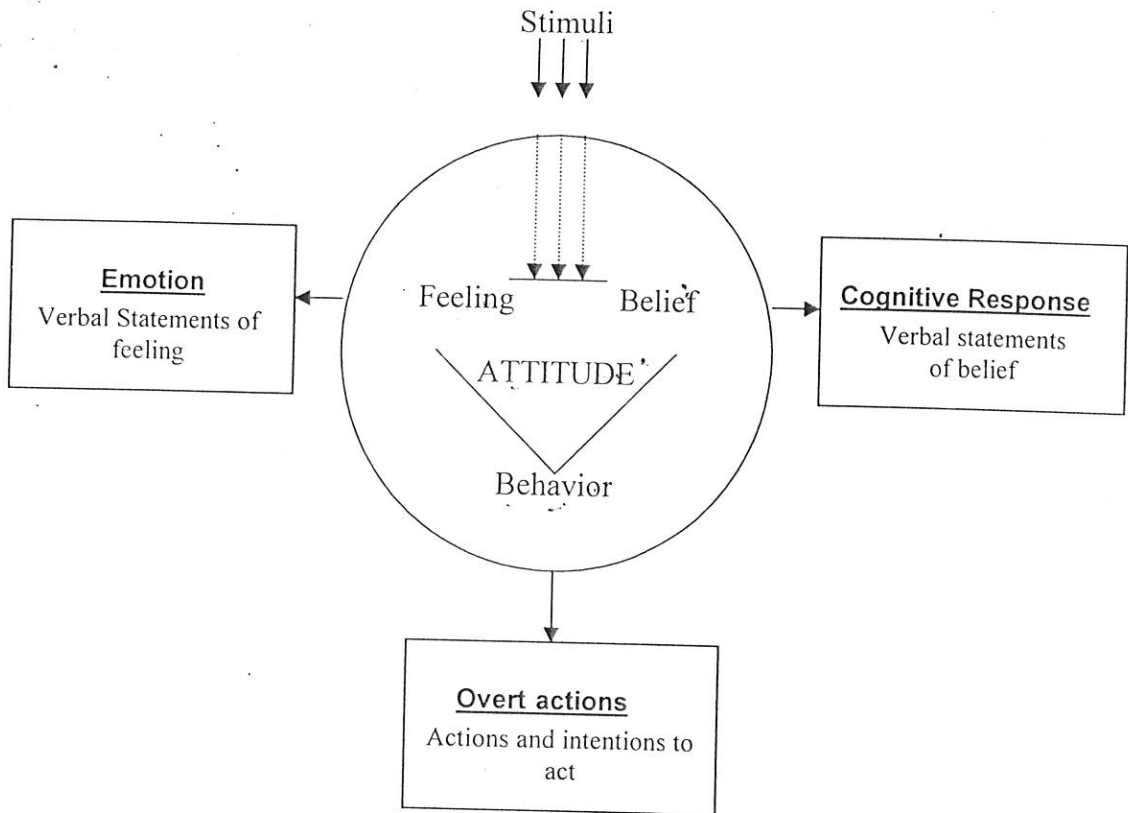 Stimuli
Emotion
Verbal Statements of
feeling
Feeling
Belief
ATTITUDE
Behavior
Cognitive Response
Verbal statements
of belief
Overt actions
Actions and intentions to
act